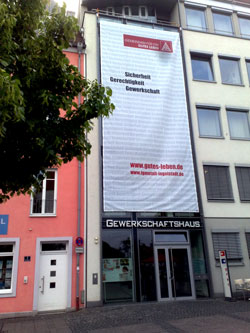 Sicherheit
Gerechtigkeit
Gewerkschaft
www.gutes-leben.de
www.igmetall-ingolstadt.de
GEWERKSCHAFTSHAUS